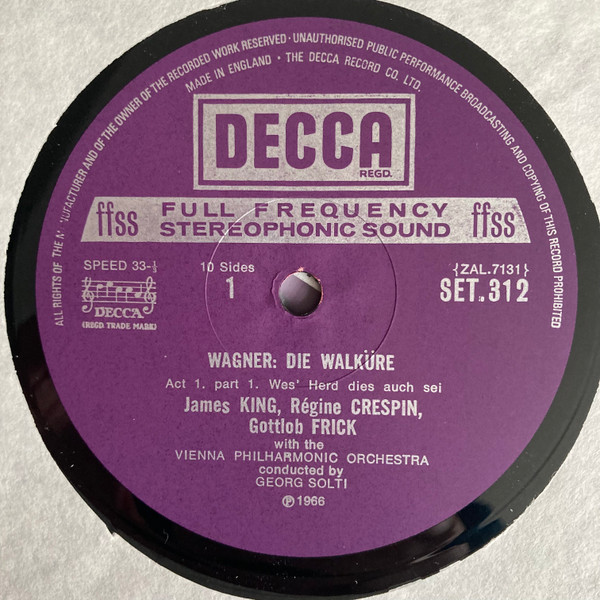 ALL RIGHTS OF THE MANUFACTURER AND OF THE OWNER OF THE RECORDED WORK RESERVED · UNAUTHORISED PUBLIC PERFORMANCE BROADCASTING AND COPYING OF THIS RECORD PROHIBITED
MADE IN ENGLAND · THE DECCA RECORD CO. LTD.
DECCA
REGD.
ffss FULL FREQUENCY STEREOPHONIC SOUND ffss
SPEED 33-⅓
10 Sides
{ZAL.7131}
1
SET. 312
DECCA
(REGD. TRADE MARK)
WAGNER: DIE WALKÜRE
Act 1, part 1. Wes' Herd dies auch sei
James KING, Régine CRESPIN,
Gottlob FRICK
with the
VIENNA PHILHARMONIC ORCHESTRA
conducted by
GEORG SOLTI
℗ 1966